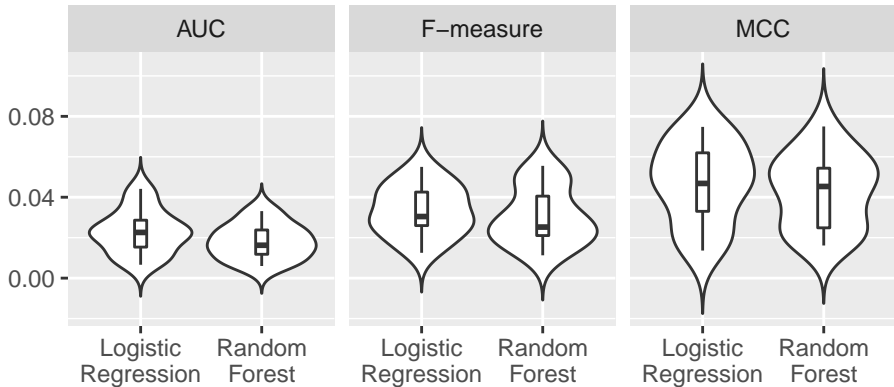 AUC
F−measure
MCC
0.08
0.04
0.00
Logistic
Regression
Random
Forest
Logistic
Regression
Random
Forest
Logistic
Regression
Random
Forest